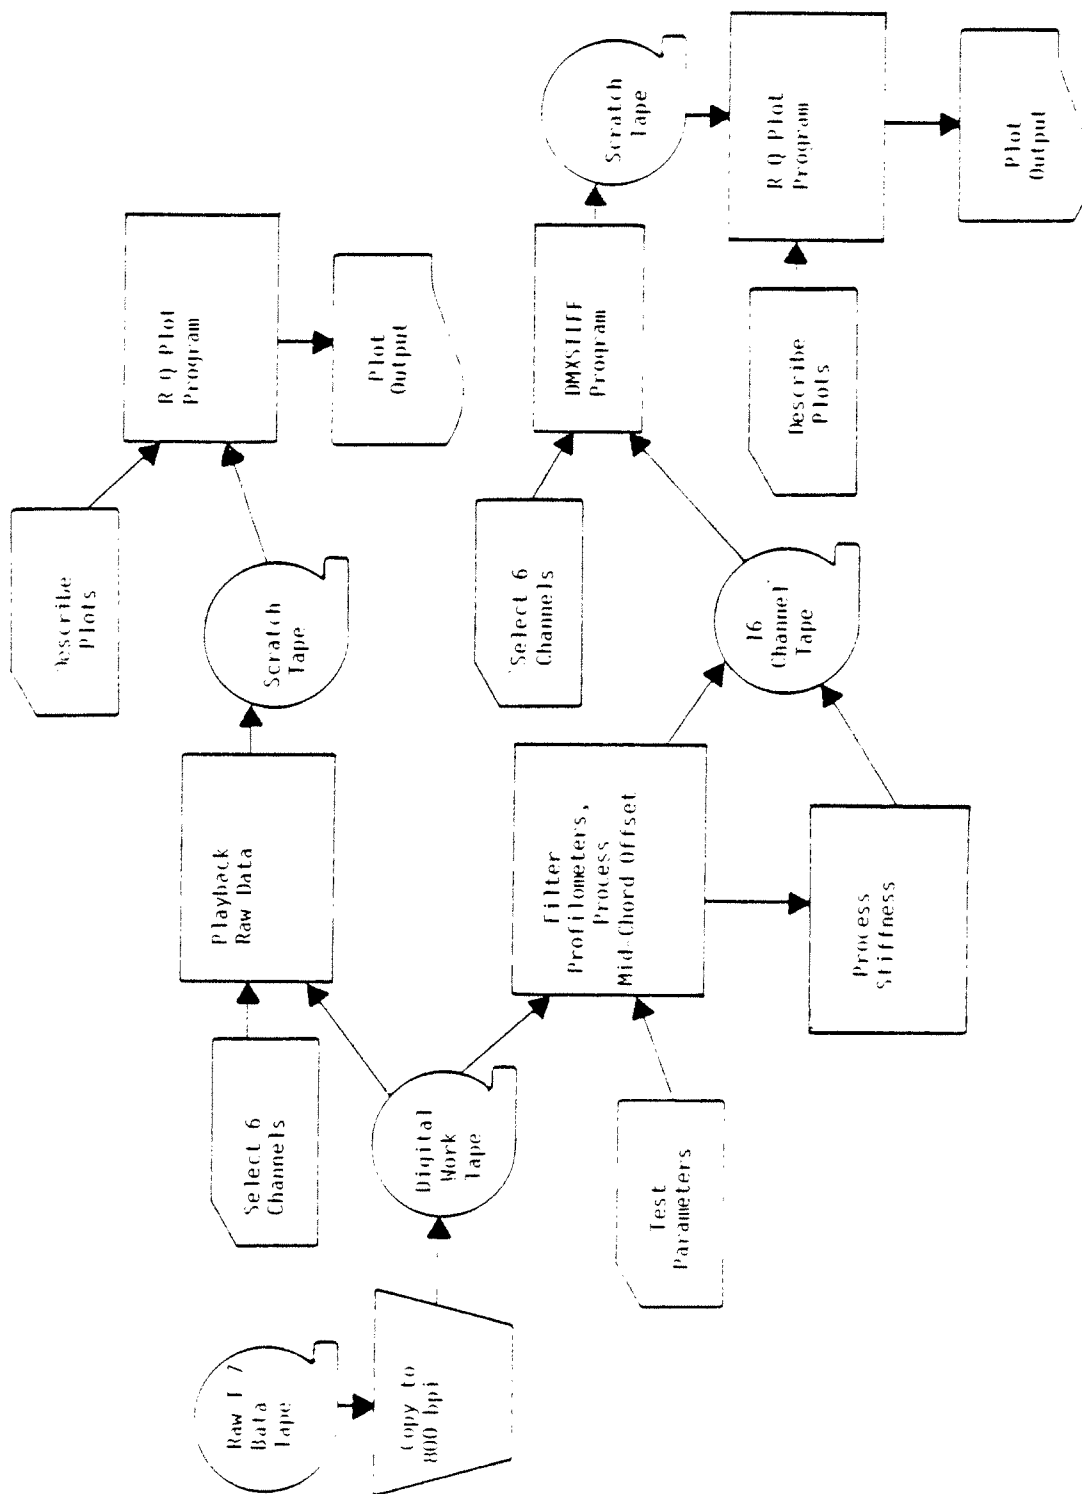 Raw T-7
Data
Tape
Copy to
800 bpi
Digital
Work
Tape
Select 6
Channels
Playback
Raw Data
Scratch
Tape
Describe
Plots
R Q Plot
Program
Plot
Output
Test
Parameters
Filter
Profilometers,
Process
Mid-Chord Offset
Process
Stiffness
16
Channel
Tape
Select 6
Channels
DMXSTIFF
Program
Scratch
Tape
Describe
Plots
R Q Plot
Program
Plot
Output